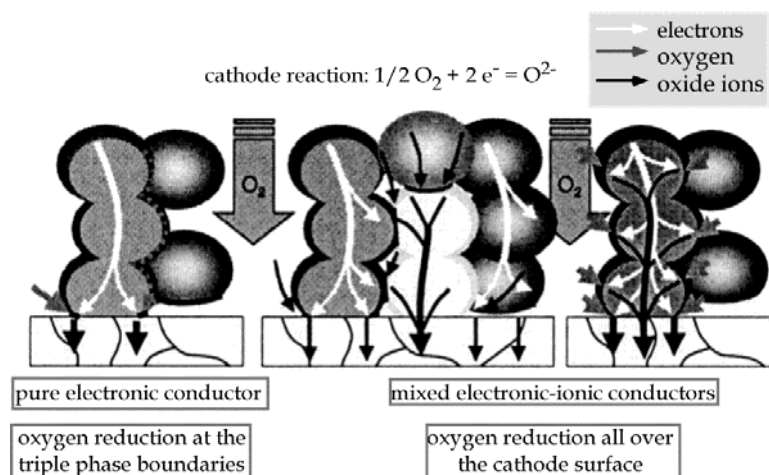 electrons
oxygen
oxide ions
cathode reaction: 1/2 O₂ + 2 e⁻ = O²⁻
O₂
O₂
pure electronic conductor
mixed electronic-ionic conductors
oxygen reduction at the
triple phase boundaries
oxygen reduction all over
the cathode surface